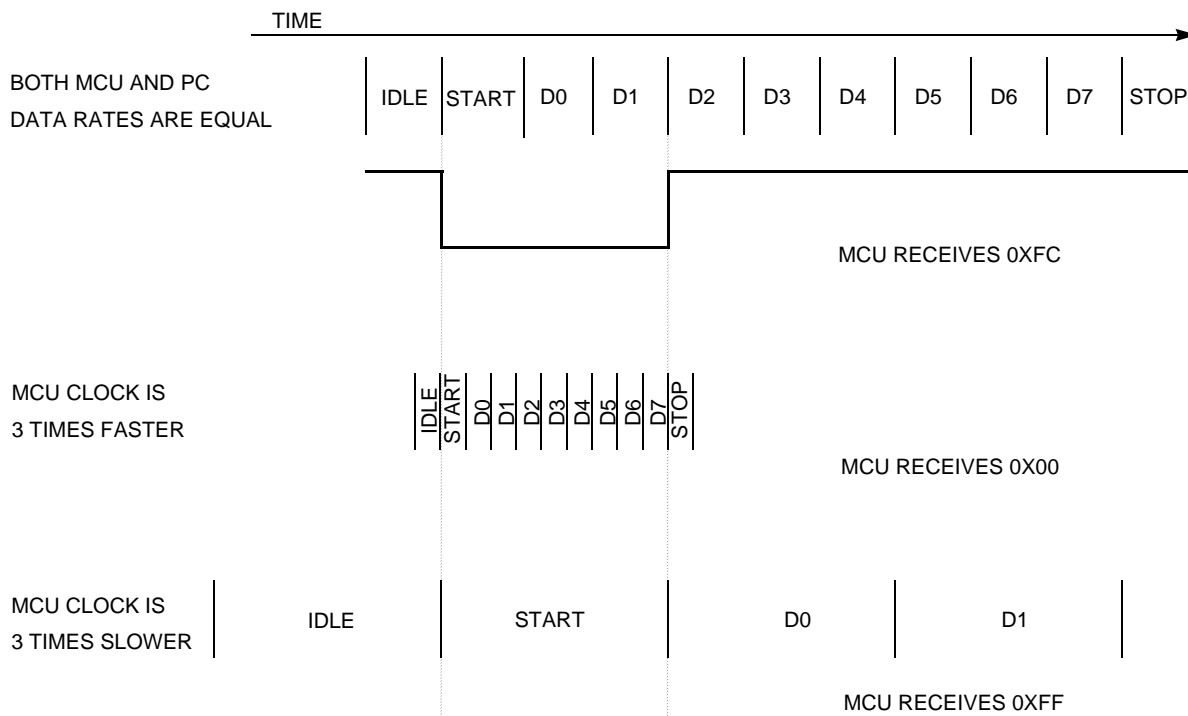 TIME
BOTH MCU AND PC
DATA RATES ARE EQUAL
IDLE START D0 D1 D2 D3 D4 D5 D6 D7 STOP
MCU RECEIVES 0XFC
MCU CLOCK IS
3 TIMES FASTER
IDLE START D0 D1 D2 D3 D4 D5 D6 D7 STOP
MCU RECEIVES 0X00
MCU CLOCK IS
3 TIMES SLOWER
IDLE START D0 D1
MCU RECEIVES 0XFF